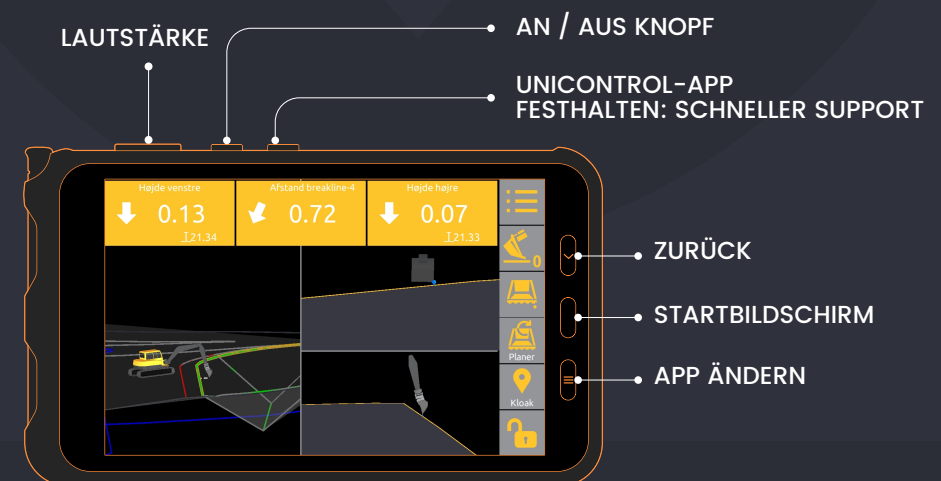 LAUTSTÄRKE
AN / AUS KNOPF
UNICONTROL-APP
FESTHALTEN: SCHNELLER SUPPORT
Højde venstre
0.13
21.34
Afstand breakline-4
0.72
Højde højre
0.07
21.33
0
Planer
Kloak
ZURÜCK
STARTBILDSCHIRM
APP ÄNDERN